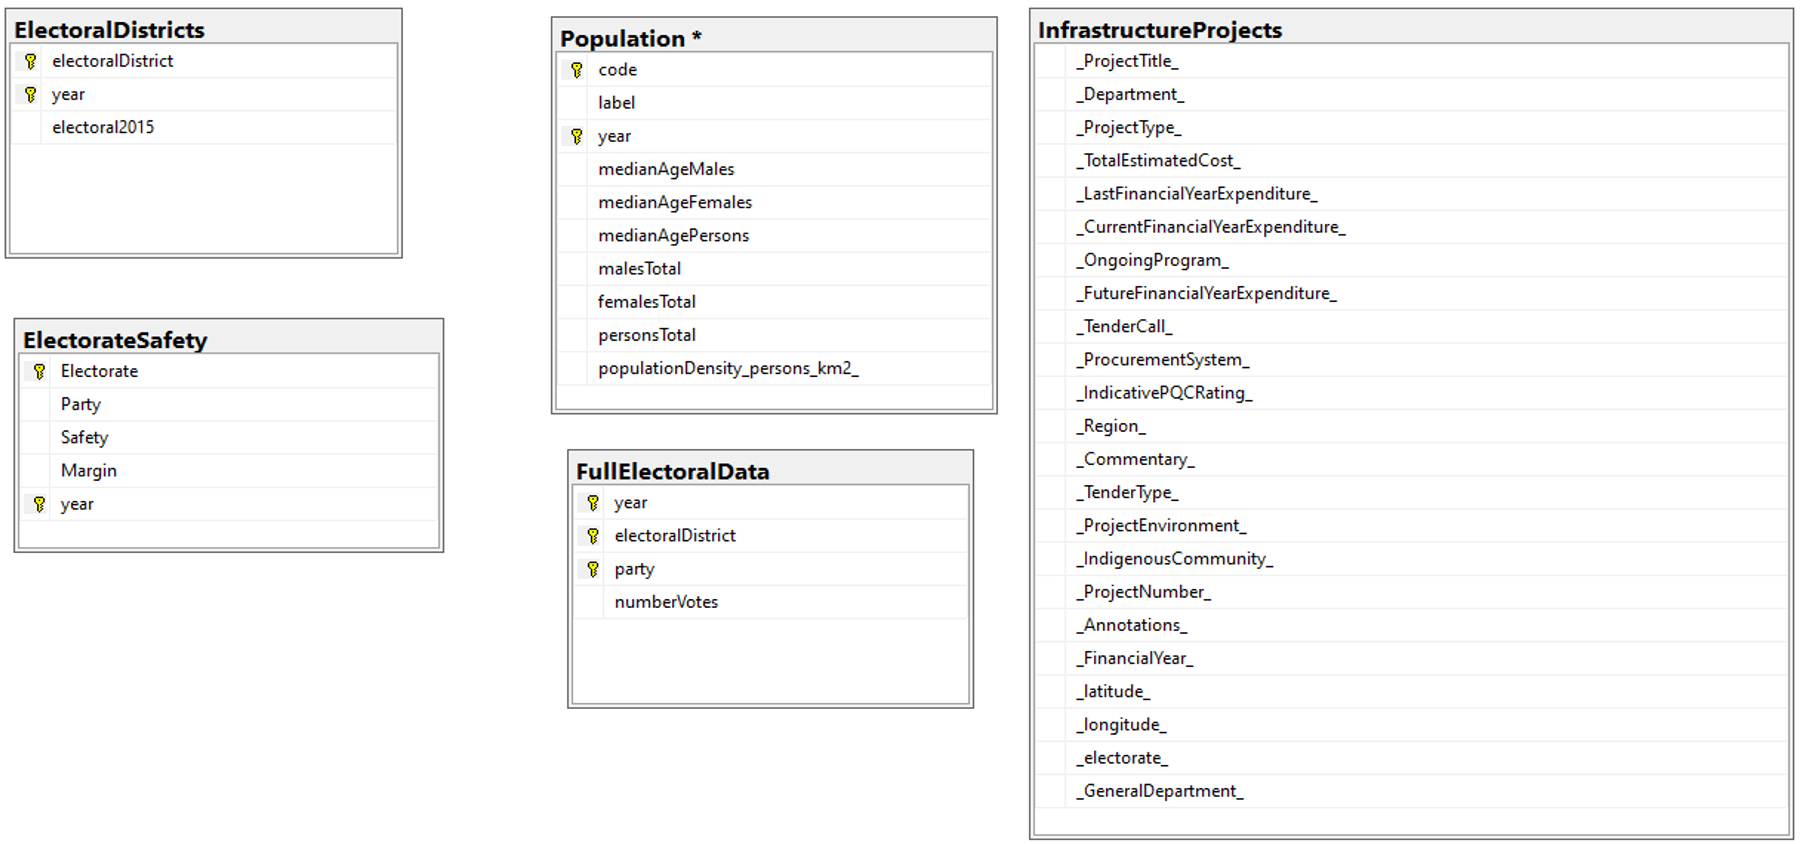 ElectoralDistricts
electoralDistrict
year
electoral2015
ElectorateSafety
Electorate
Party
Safety
Margin
year
Population *
code
label
year
medianAgeMales
medianAgeFemales
medianAgePersons
malesTotal
femalesTotal
personsTotal
populationDensity_persons_km2_
FullElectoralData
year
electoralDistrict
party
numberVotes
InfrastructureProjects
_ProjectTitle_
_Department_
_ProjectType_
_TotalEstimatedCost_
_LastFinancialYearExpenditure_
_CurrentFinancialYearExpenditure_
_OngoingProgram_
_FutureFinancialYearExpenditure_
_TenderCall_
_ProcurementSystem_
_IndicativePQCRating_
_Region_
_Commentary_
_TenderType_
_ProjectEnvironment_
_IndigenousCommunity_
_ProjectNumber_
_Annotations_
_FinancialYear_
_latitude_
_longitude_
_electorate_
_GeneralDepartment_